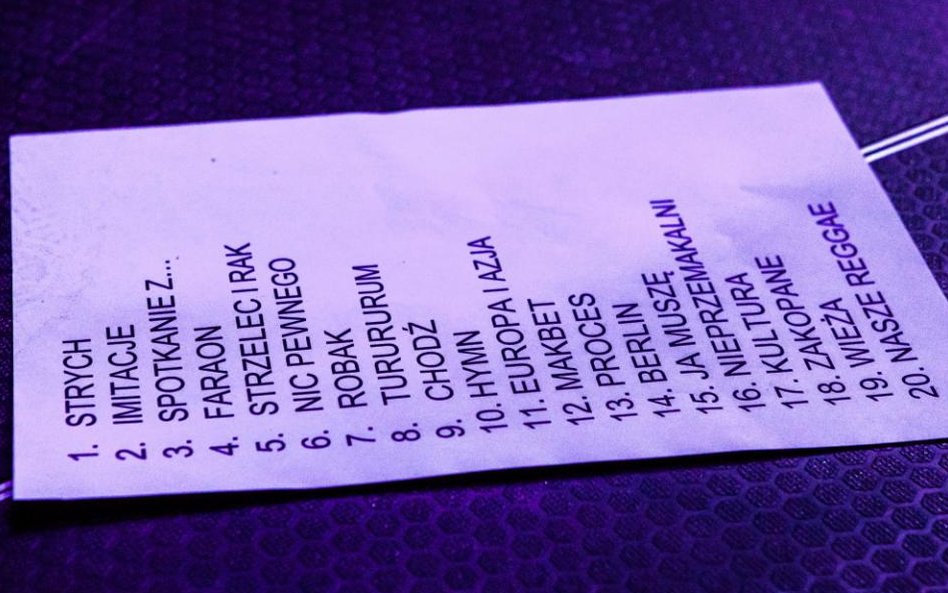 1. STRYCH
2. IMITACJE
3. SPOTKANIE Z...
4. FARAON
5. STRZELEC I RAK
6. NIC PEWNEGO
7. ROBAK
8. TURURURUM
9. CHODŹ
10. HYMN
11. EUROPA I AZJA
12. MAKBET
13. PROCES
14. BERLIN
15. JA MUSZĘ
16. NIEPRZEMAKALNI
17. KULTURA
18. ZAKOPANE
19. WIEŻA
20. NASZE REGGAE